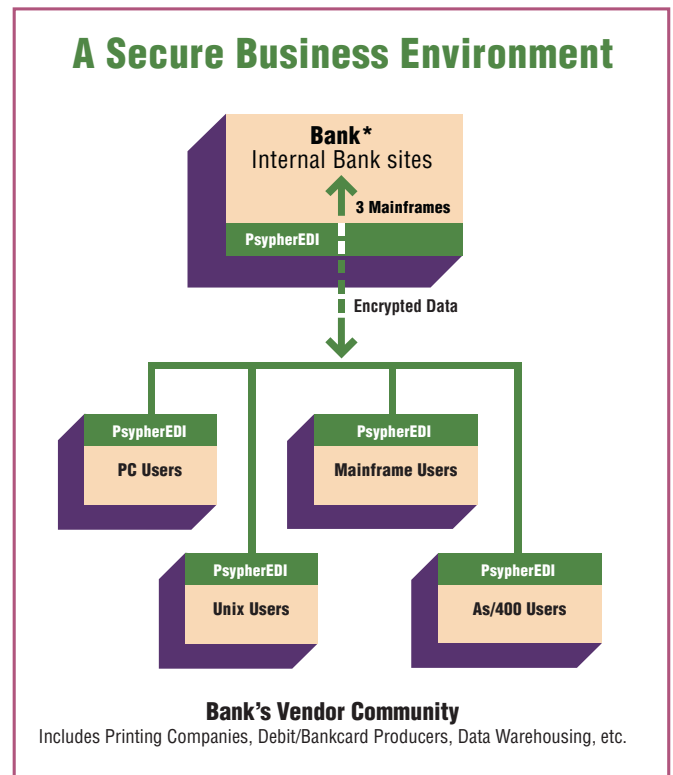 A Secure Business Environment
Bank*
Internal Bank sites
3 Mainframes
PsypherEDI
Encrypted Data
PsypherEDI
PC Users
PsypherEDI
Mainframe Users
PsypherEDI
Unix Users
PsypherEDI
As/400 Users
Bank's Vendor Community
Includes Printing Companies, Debit/Bankcard Producers, Data Warehousing, etc.